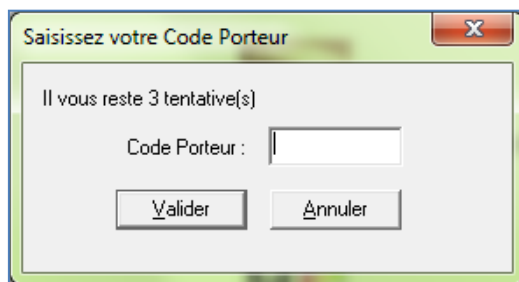 Saisissez votre Code Porteur
Il vous reste 3 tentative(s)
Code Porteur :
Valider Annuler